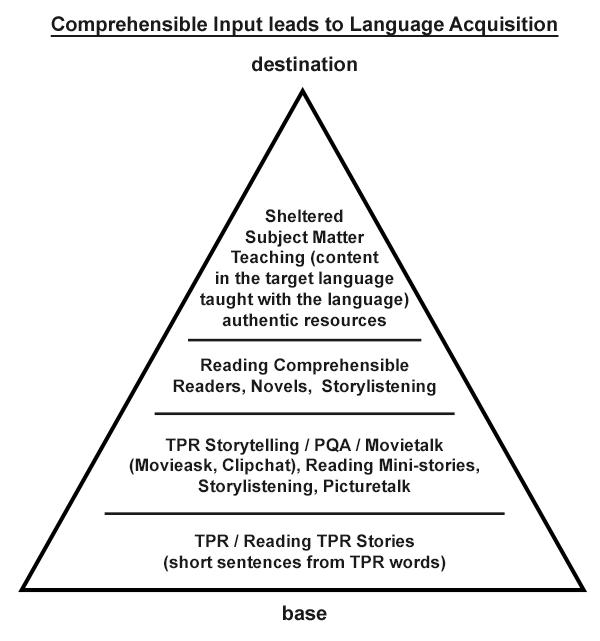 Comprehensible Input leads to Language Acquisition
destination
Sheltered
Subject Matter
Teaching (content
in the target language
taught with the language)
authentic resources
Reading Comprehensible
Readers, Novels, Storylistening
TPR Storytelling / PQA / Movietalk
(Movieask, Clipchat), Reading Mini-stories,
Storylistening, Picturetalk
TPR / Reading TPR Stories
(short sentences from TPR words)
base